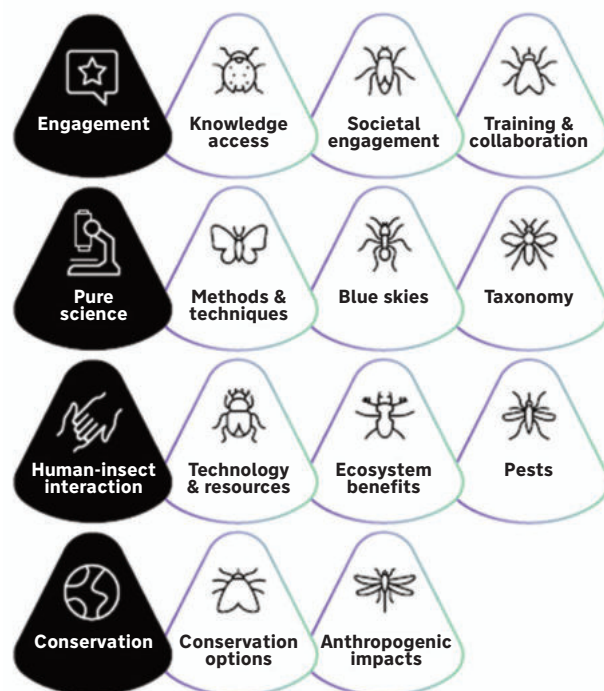 Engagement
Knowledge
access
Societal
engagement
Training &
collaboration
Pure
science
Methods &
techniques
Blue skies
Taxonomy
Human-insect
interaction
Technology
& resources
Ecosystem
benefits
Pests
Conservation
Conservation
options
Anthropogenic
impacts